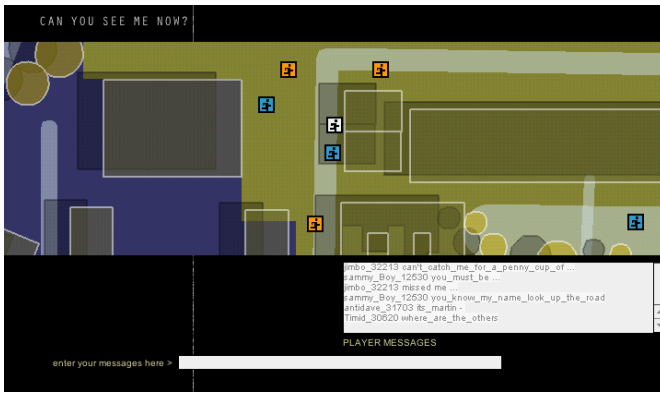 CAN YOU SEE ME NOW?
jimbo_32213 can't_catch_me_for_a_penny_cup_of ...
sammy_Boy_12530 you_must_be ...
jimbo_32213 missed me ...
sammy_Boy_12530 you_know_my_name_look_up_the_road
antidave_31703 its_martin -
Timid_30620 where_are_the_others
PLAYER MESSAGES
enter your messages here >